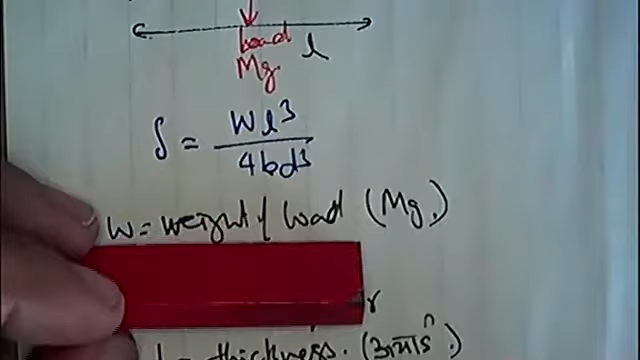 load
l
Mg
δ = Wl³
4bd³
W = weight of load (Mg.)
r
thickness.